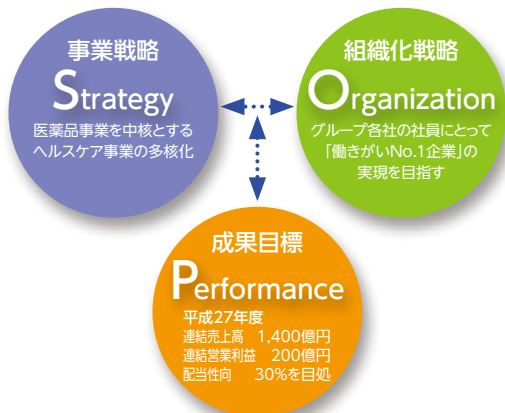 事業戦略
Strategy
医薬品事業を中核とする
ヘルスケア事業の多核化
組織化戦略
Organization
グループ各社の社員にとって
「働きがいNo.1企業」の
実現を目指す
成果目標
Performance
平成27年度
連結売上高 1,400億円
連結営業利益 200億円
配当性向 30%を目処